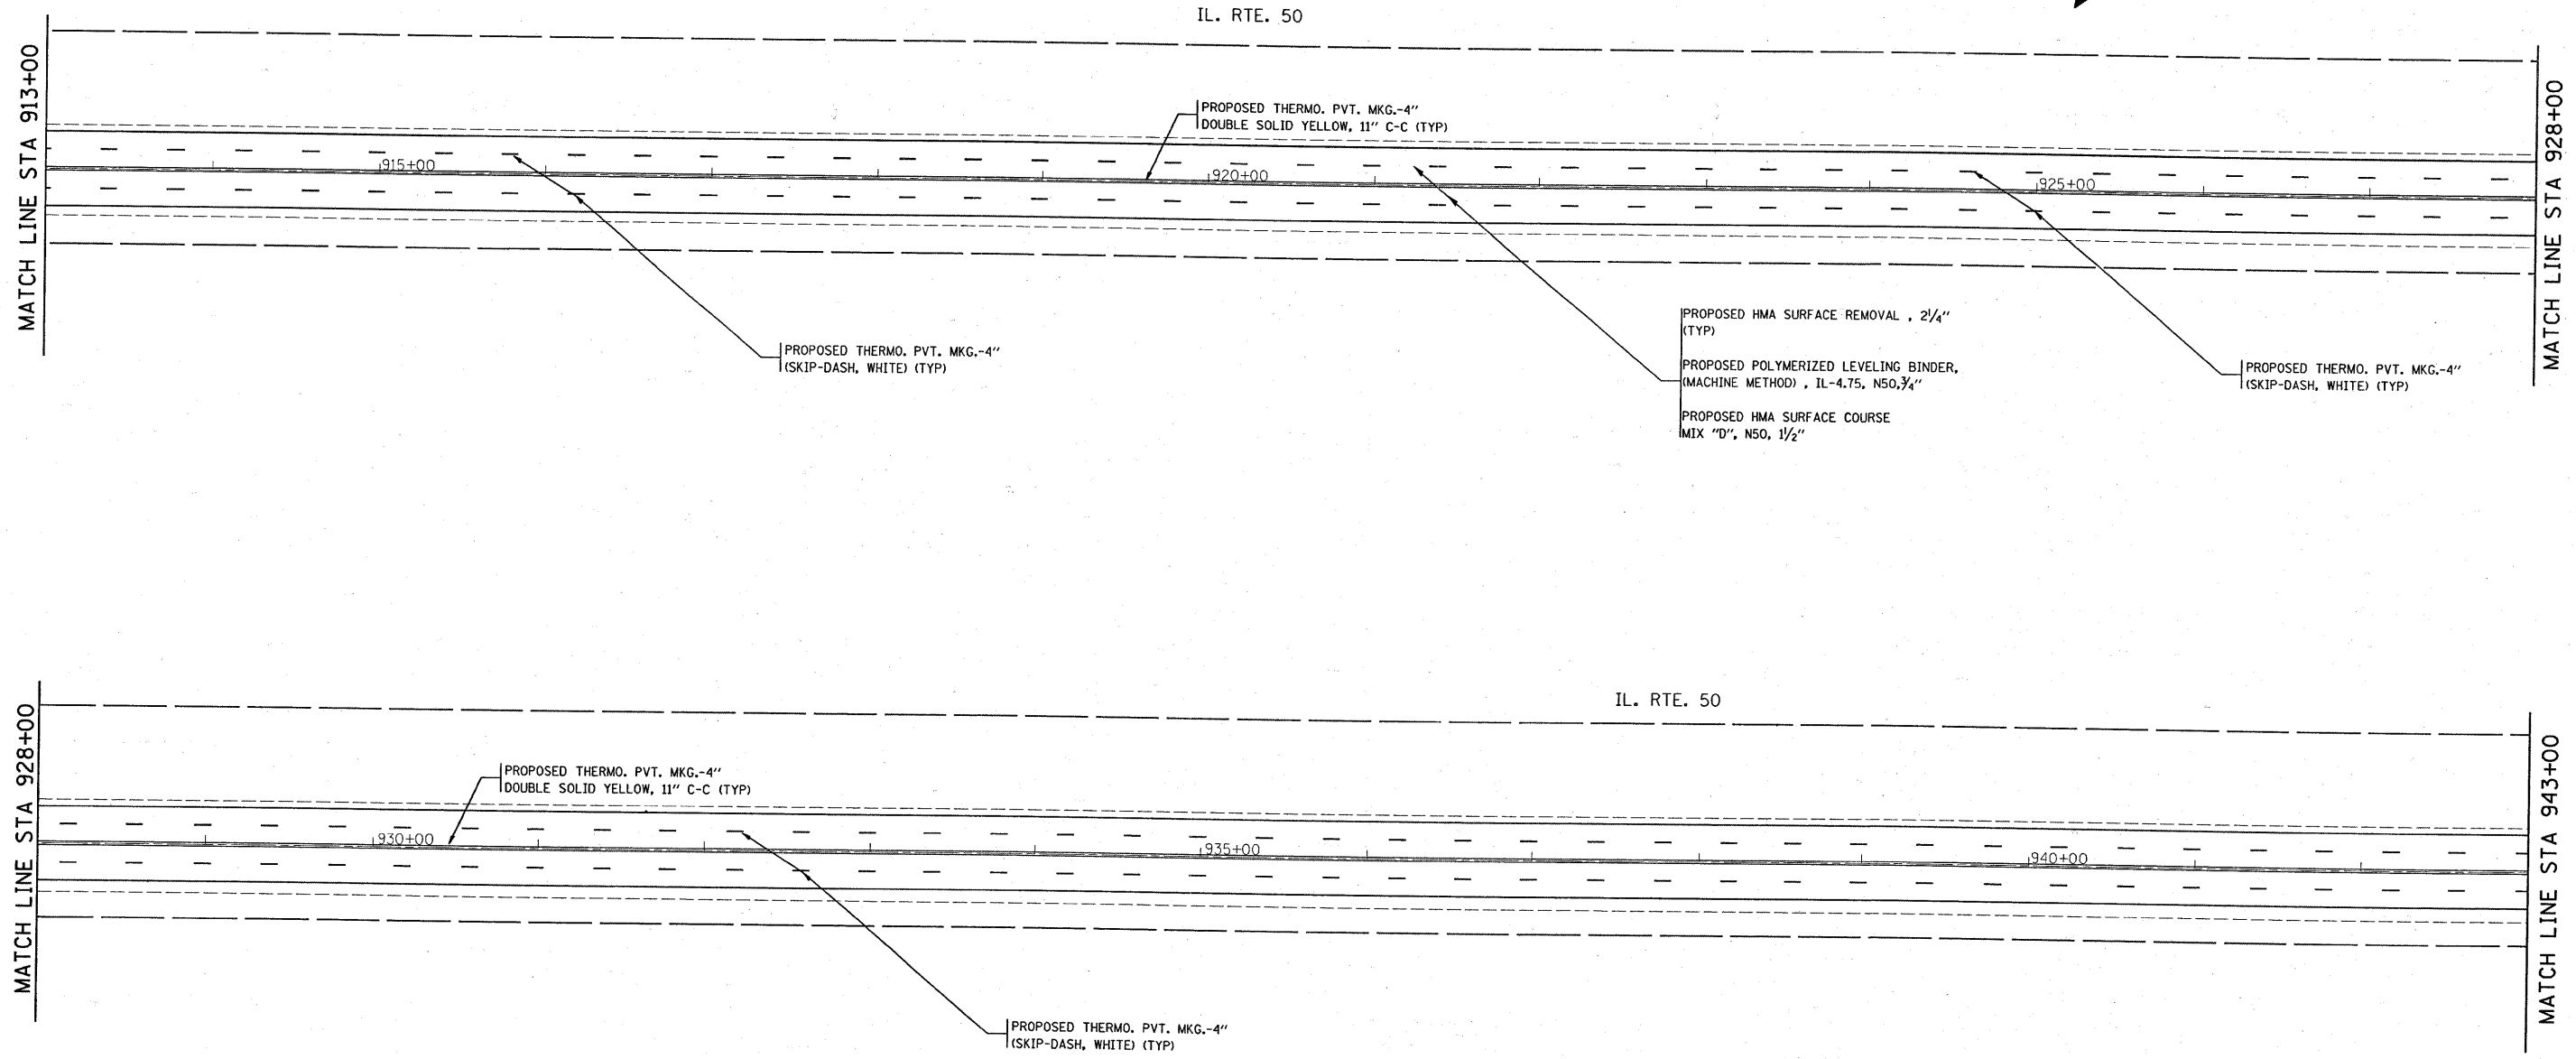 IL. RTE. 50
MATCH LINE STA 913+00
PROPOSED THERMO. PVT. MKG.-4"
DOUBLE SOLID YELLOW, 11" C-C (TYP)
915+00
920+00
925+00
MATCH LINE STA 928+00
PROPOSED THERMO. PVT. MKG.-4"
(SKIP-DASH, WHITE) (TYP)
PROPOSED HMA SURFACE REMOVAL , 2 1/4"
(TYP)
PROPOSED POLYMERIZED LEVELING BINDER,
(MACHINE METHOD) , IL-4.75, N50,3/4"
PROPOSED HMA SURFACE COURSE
MIX "D", N50, 1 1/2"
PROPOSED THERMO. PVT. MKG.-4"
(SKIP-DASH, WHITE) (TYP)
IL. RTE. 50
MATCH LINE STA 928+00
PROPOSED THERMO. PVT. MKG.-4"
DOUBLE SOLID YELLOW, 11" C-C (TYP)
930+00
935+00
940+00
MATCH LINE STA 943+00
PROPOSED THERMO. PVT. MKG.-4"
(SKIP-DASH, WHITE) (TYP)